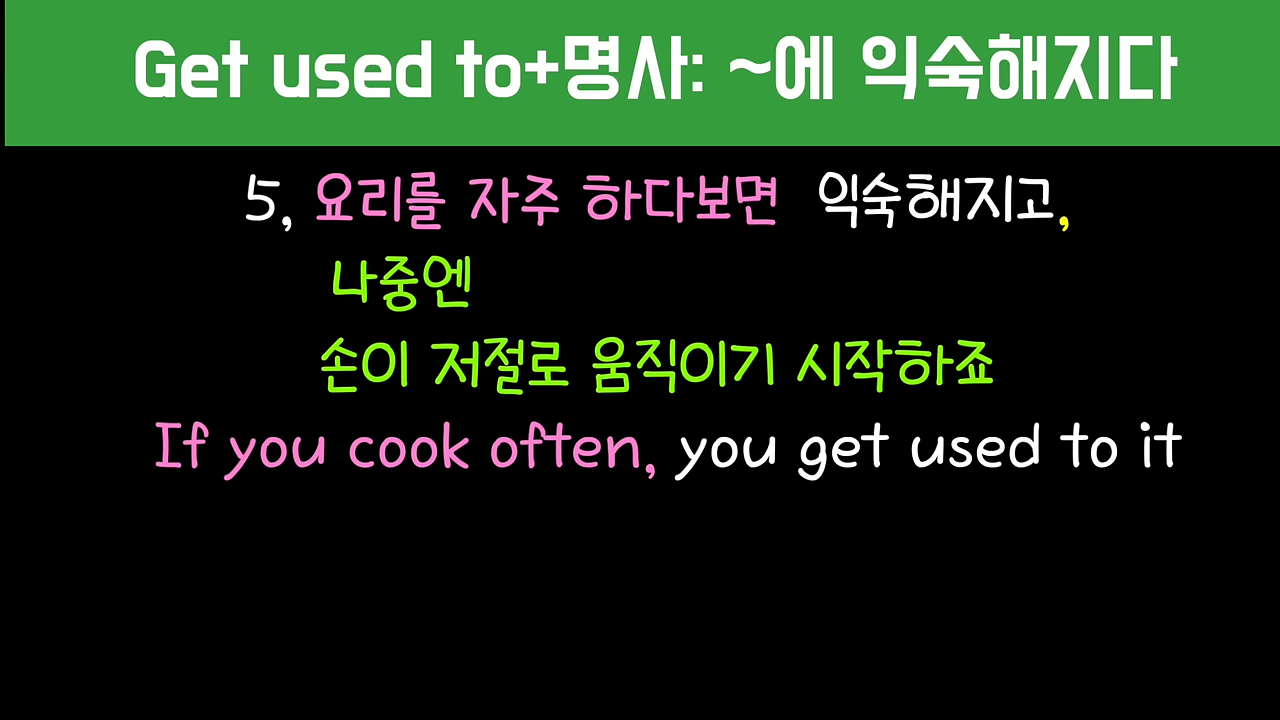 Get used to+명사: ~에 익숙해지다
5, 요리를 자주 하다보면 익숙해지고,
나중엔
손이 저절로 움직이기 시작하죠
If you cook often, you get used to it